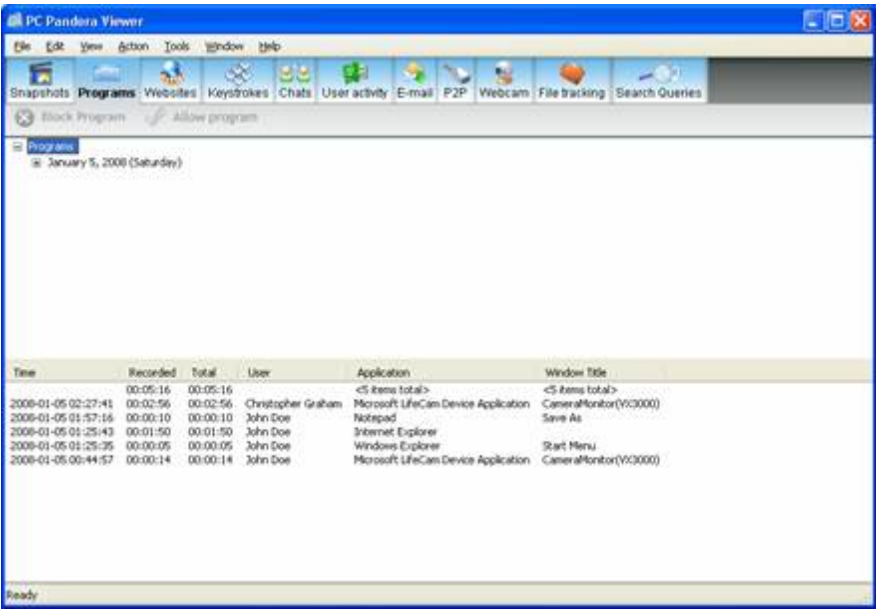 PC Pandora Viewer
File Edit View Action Tools Window Help
Snapshots Programs Websites Keystrokes Chats User activity E-mail P2P Webcam File tracking Search Queries
Block Program Allow program
Programs
January 5, 2008 (Saturday)
Time Recorded Total User Application Window Title
00:05:16 00:05:16 <5 items total> <5 items total>
2008-01-05 02:27:41 00:02:56 00:02:56 Christopher Graham Microsoft LifeCam Device Application CameraMonitor(VX3000)
2008-01-05 01:57:16 00:00:10 00:00:10 John Doe Notepad Save As
2008-01-05 01:25:43 00:01:50 00:01:50 John Doe Internet Explorer
2008-01-05 01:25:35 00:00:05 00:00:05 John Doe Windows Explorer Start Menu
2008-01-05 00:44:57 00:00:14 00:00:14 John Doe Microsoft LifeCam Device Application CameraMonitor(VX3000)
Ready